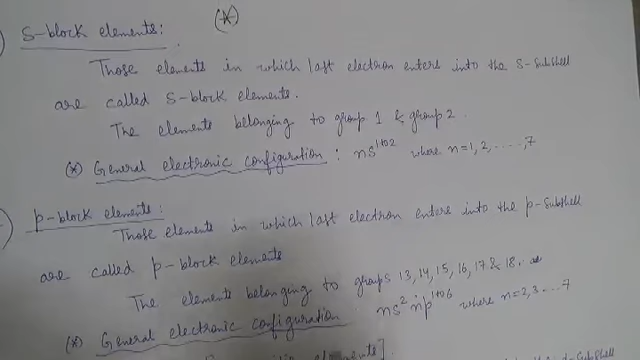 (*)
S-block elements:
Those elements in which last electron enters into the S-Subshell
are called S-block elements.
The elements belonging to group 1 & group 2.
(*) General electronic configuration : ns¹ᵗᵒ² where n=1,2,.....,7
p-block elements:
Those elements in which last electron enters into the p-Subshell
are called p-block elements
The elements belonging to groups 13,14,15,16,17 & 18.
(*) General electronic configuration ns² np¹ᵗᵒ⁶ where n=2,3....7
elements].